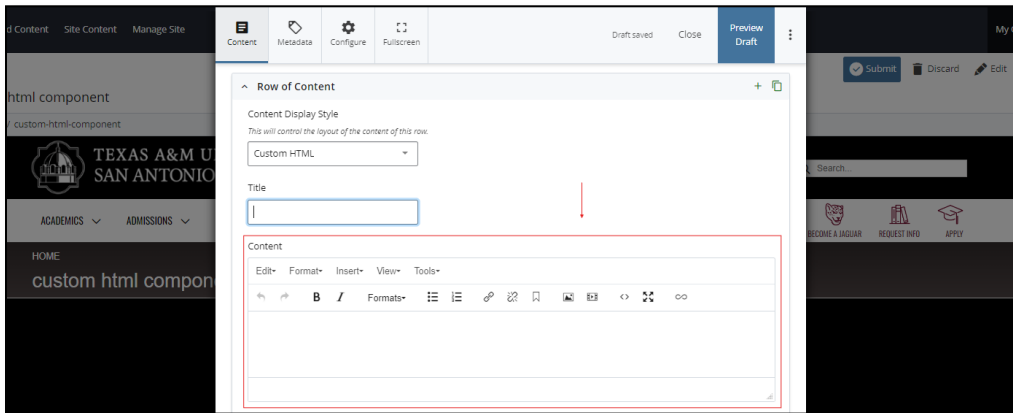 d Content Site Content Manage Site
Content Metadata Configure Fullscreen Draft saved Close Preview Draft
My
Submit Discard Edit
html component
/ custom-html-component
Row of Content
Content Display Style
This will control the layout of the content of this row.
Custom HTML
TEXAS A&M U
SAN ANTONIO
Search...
Title
ACADEMICS ADMISSIONS
BECOME A JAGUAR REQUEST INFO APPLY
HOME
custom html compon
Content
Edit Format Insert View Tools
B I Formats